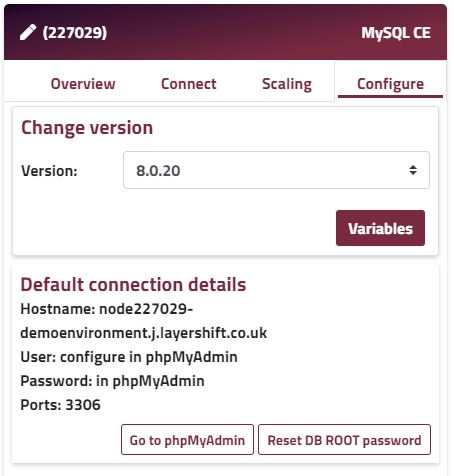 (227029) MySQL CE
Overview Connect Scaling Configure
Change version
Version: 8.0.20
Variables
Default connection details
Hostname: node227029-
demoenvironment.j.layershift.co.uk
User: configure in phpMyAdmin
Password: in phpMyAdmin
Ports: 3306
Go to phpMyAdmin Reset DB ROOT password